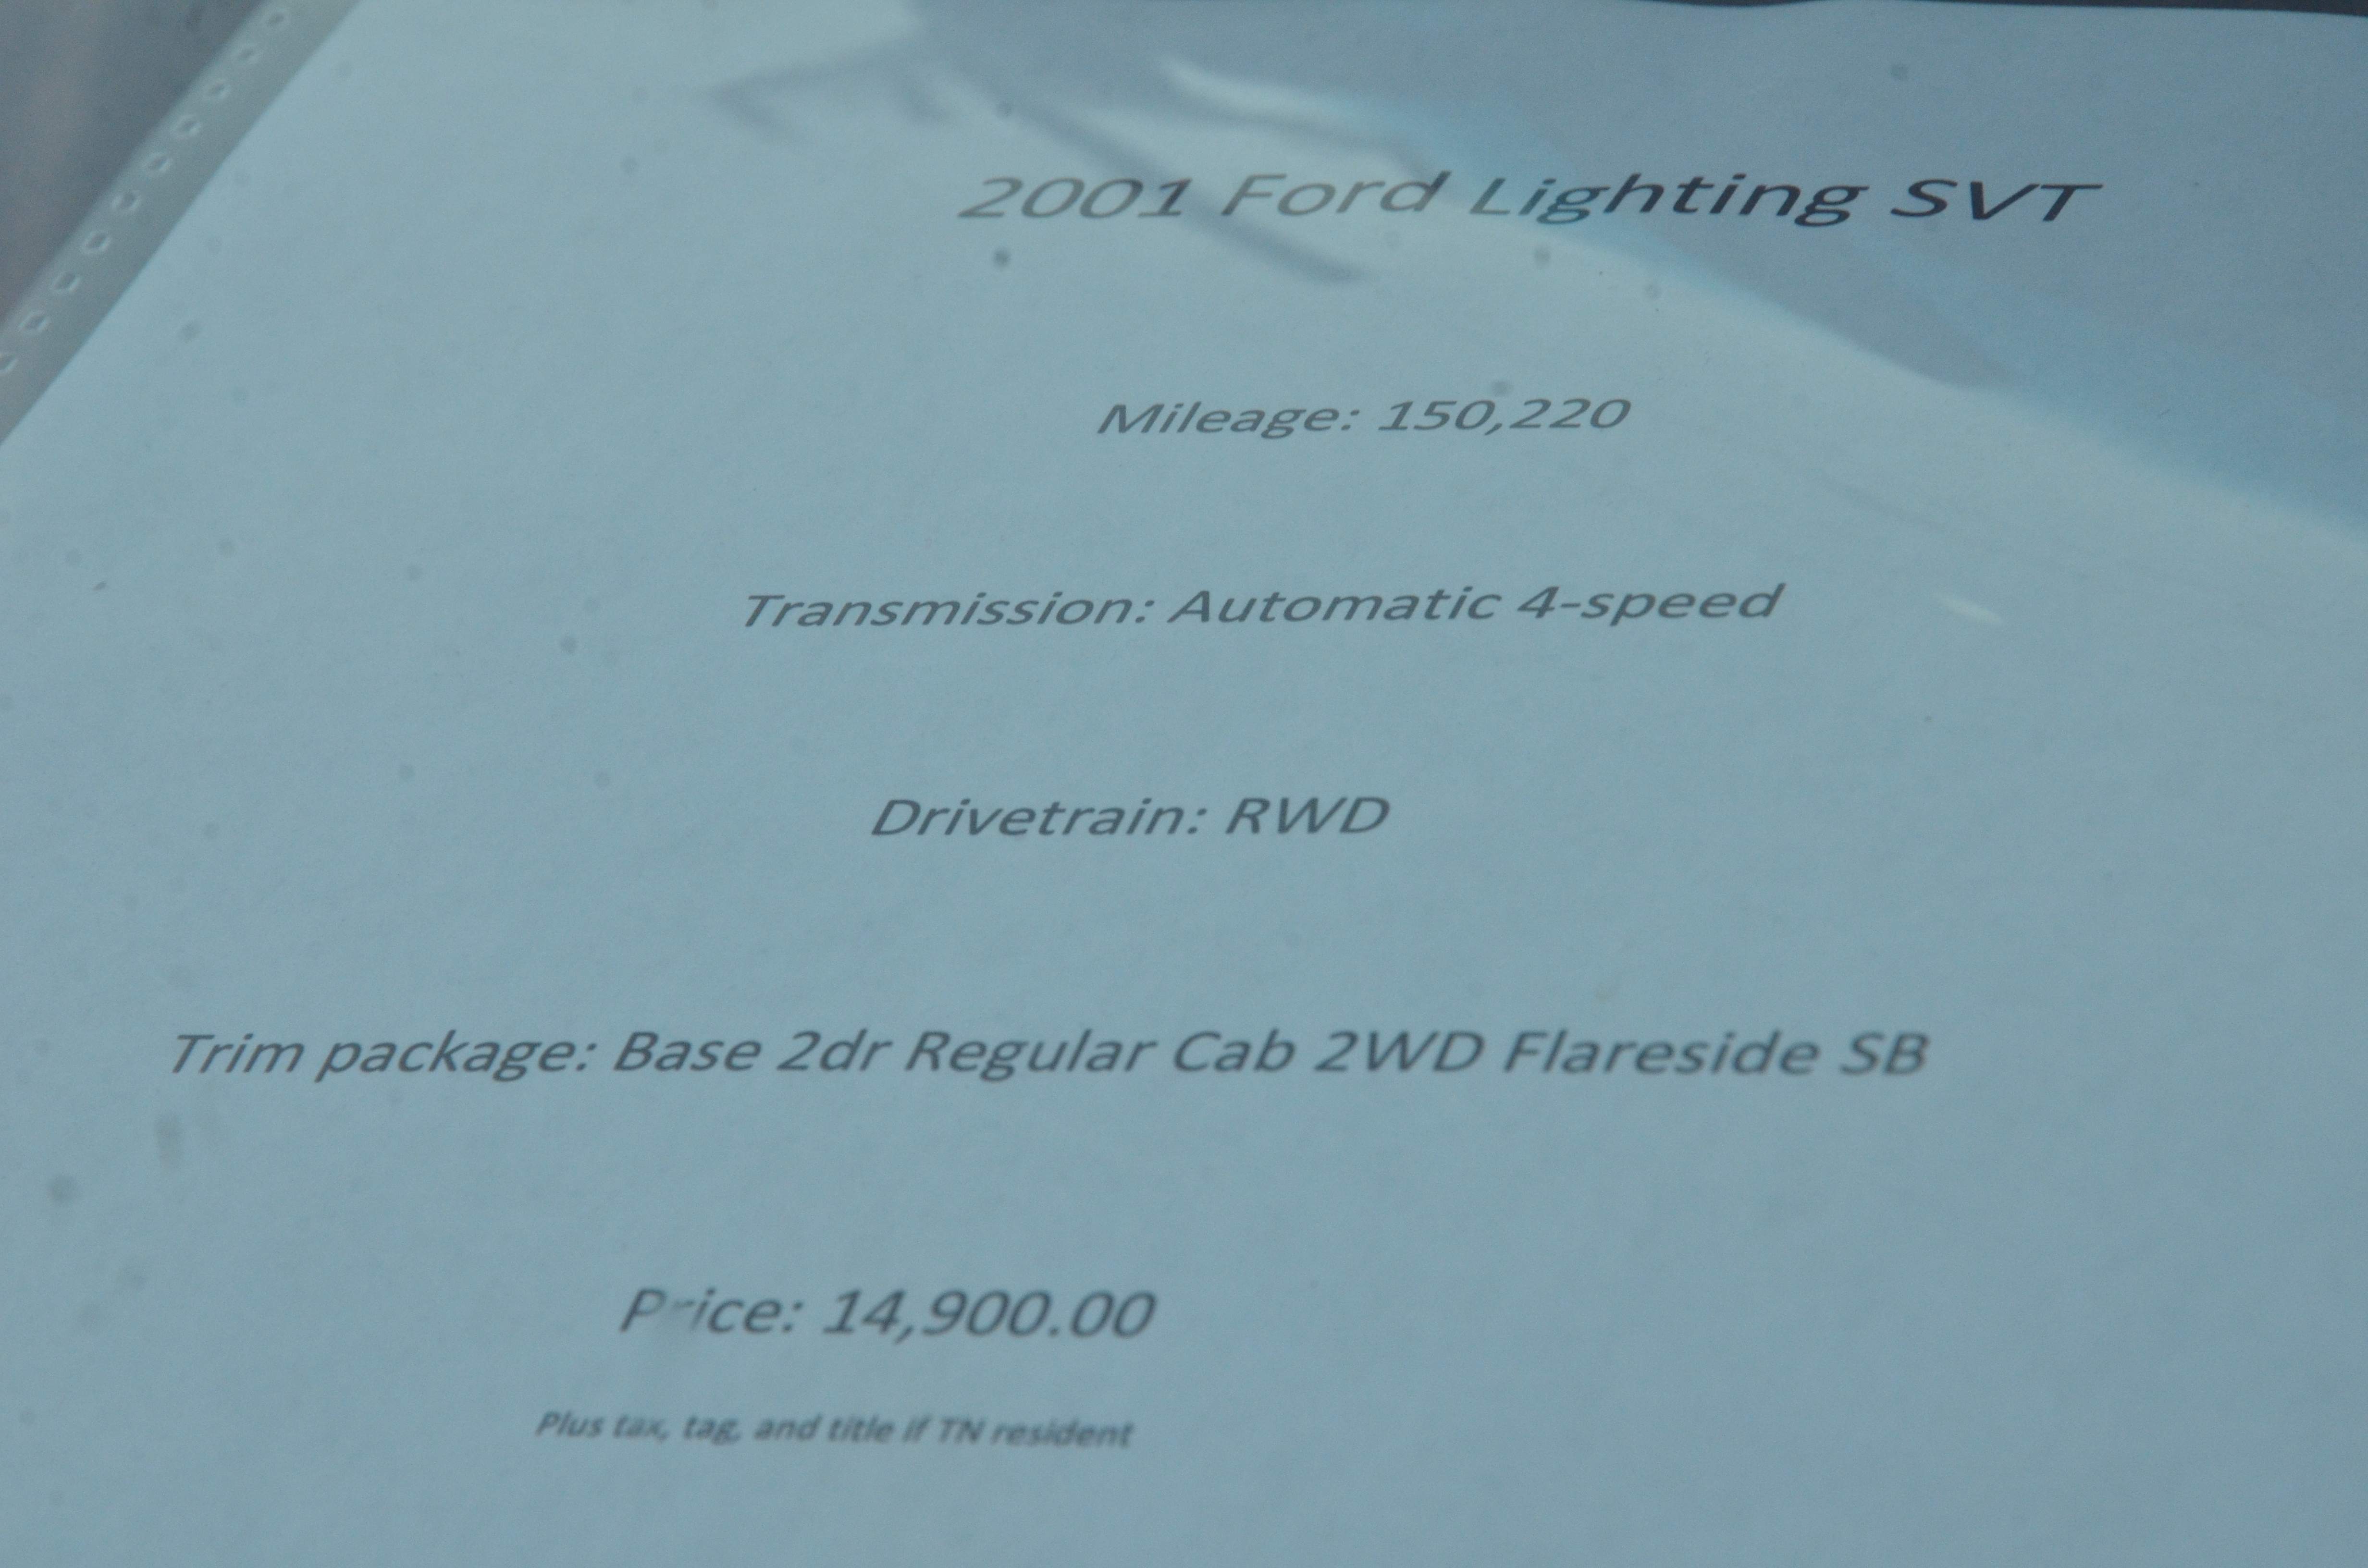 2001 Ford Lighting SVT
Mileage: 150,220
Transmission: Automatic 4-speed
Drivetrain: RWD
Trim package: Base 2dr Regular Cab 2WD Flareside SB
Price: 14,900.00
Plus tax, tag, and title if TN resident